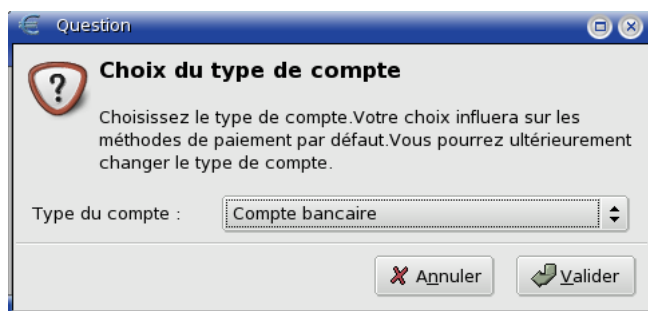 Question
Choix du type de compte
Choisissez le type de compte.Votre choix influera sur les
méthodes de paiement par défaut.Vous pourrez ultérieurement
changer le type de compte.
Type du compte : Compte bancaire
Annuler Valider